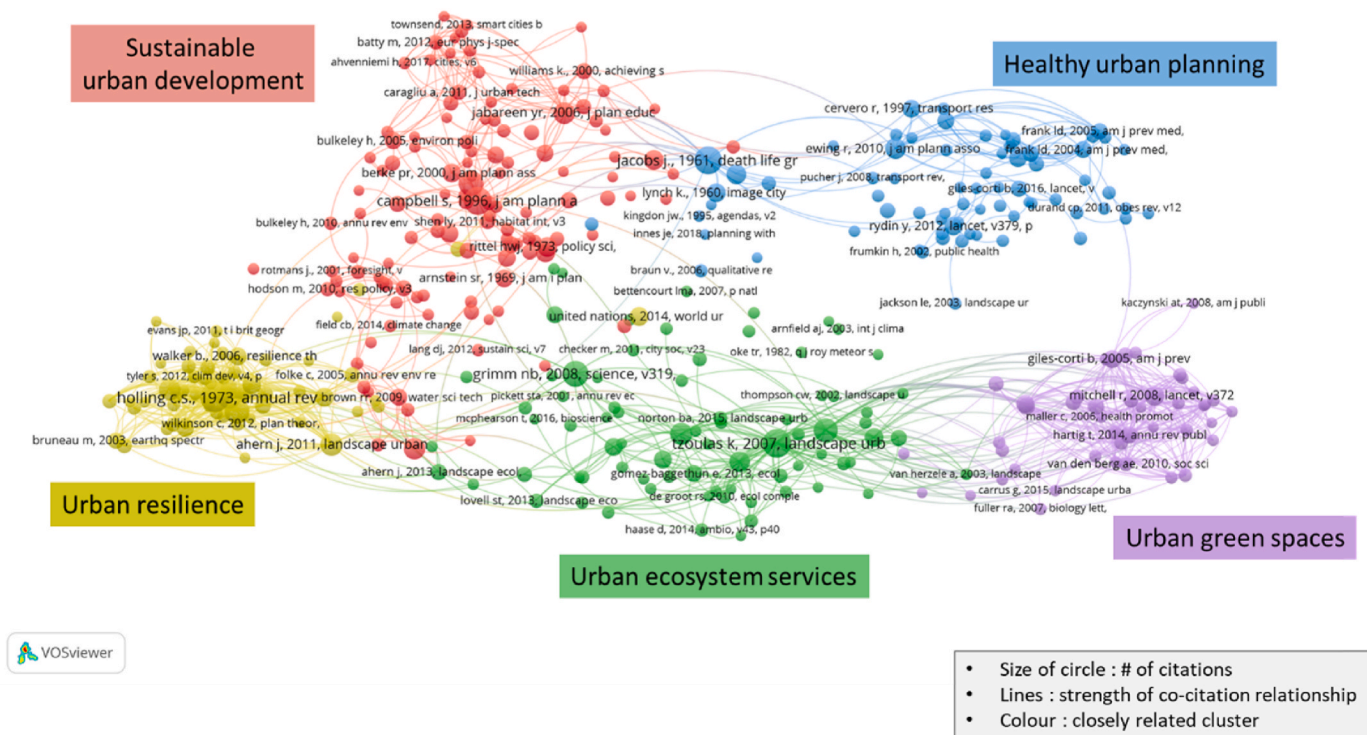 Sustainable
urban development
Healthy urban planning
townsend, 2013, smart cities b
batty m, 2012, eur phys j-spec
ahvenniemi h, 2017, cities, v6
williams k., 2000, achieving s
caragliu a, 2011, j urban tech
jabareen yr, 2006, j plan educ
cervero r, 1997, transport res
bulkeley h, 2005, environ poli
frank ld, 2005, am j prev med,
ewing r, 2010, j am plann asso
frank ld, 2004, am j prev med,
jacobs j., 1961, death life gr
berke pr, 2000, j am plann ass
pucher j, 2008, transport rev,
giles-corti b, 2016, lancet, v
lynch k., 1960, image city
campbell s, 1996, j am plann a
durand cp, 2011, obes rev, v12
kingdon jw., 1995, agendas, v2
bulkeley h, 2010, annu rev env
shen ly, 2011, habitat int, v3
rydin y, 2012, lancet, v379, p
innes je, 2018, planning with
rittel hwj, 1973, policy sci,
frumkin h, 2002, public health
rotmans j., 2001, foresight, v
braun v., 2006, qualitative re
arnstein sr, 1969, j am i plan
hodson m, 2010, res policy, v3
bettencourt lma, 2007, p natl
jackson le, 2003, landscape ur
kaczynski at, 2008, am j publi
united nations, 2014, world ur
field cb, 2014, climate change
evans jp, 2011, t i brit geogr
arnfield aj, 2003, int j clima
checker m, 2011, city soc, v23
lang dj, 2012, sustain sci, v7
oke tr, 1982, q j roy meteor s
walker b., 2006, resilience th
giles-corti b, 2005, am j prev
tyler s, 2012, clim dev, v4, p
folke c, 2005, annu rev env re
grimm nb, 2008, science, v319,
holling c.s., 1973, annual rev
brown rr, 2009, water sci tech
pickett sta, 2001, annu rev ec
thompson cw, 2002, landscape u
mitchell r, 2008, lancet, v372
maller c, 2006, health promot
mcphearson t, 2016, bioscience
norton ba, 2015, landscape urb
wilkinson c, 2012, plan theor,
hartig t, 2014, annu rev publ
bruneau m, 2003, earthq spectr
ahern j, 2011, landscape urban
tzoulas k, 2007, landscape urb
van den berg ae, 2010, soc sci
ahern j, 2013, landscape ecol,
gomez-baggethun e, 2013, ecol
van herzele a, 2003, landscape
carrus g, 2015, landscape urba
lovell st, 2013, landscape eco
de groot rs, 2010, ecol comple
fuller ra, 2007, biology lett,
haase d, 2014, ambio, v43, p40
Urban resilience
Urban green spaces
Urban ecosystem services
VOSviewer
• Size of circle : # of citations
• Lines : strength of co-citation relationship
• Colour : closely related cluster